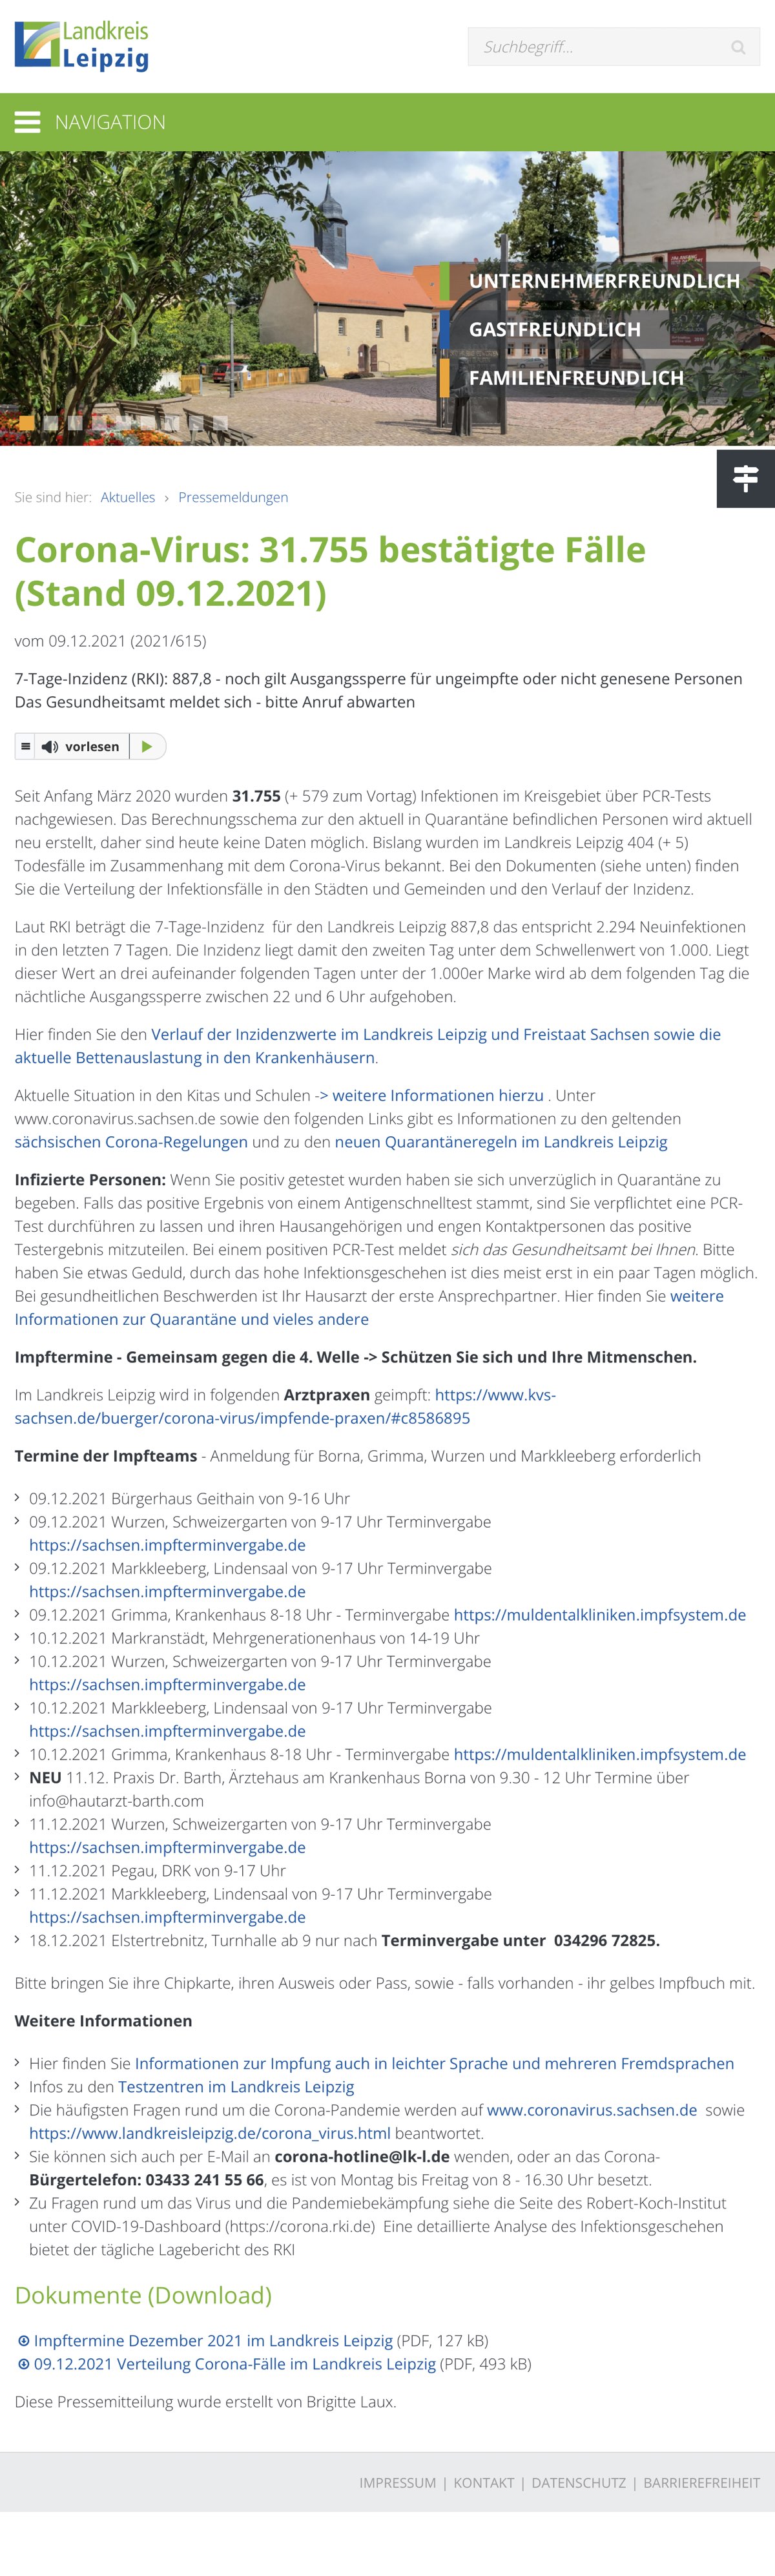 Landkreis
Leipzig
Suchbegriff...
NAVIGATION
UNTERNEHMERFREUNDLICH
GASTFREUNDLICH
FAMILIENFREUNDLICH
Sie sind hier: Aktuelles › Pressemeldungen
Corona-Virus: 31.755 bestätigte Fälle
(Stand 09.12.2021)
vom 09.12.2021 (2021/615)
7-Tage-Inzidenz (RKI): 887,8 - noch gilt Ausgangssperre für ungeimpfte oder nicht genesene Personen
Das Gesundheitsamt meldet sich - bitte Anruf abwarten
vorlesen
Seit Anfang März 2020 wurden 31.755 (+ 579 zum Vortag) Infektionen im Kreisgebiet über PCR-Tests
nachgewiesen. Das Berechnungsschema zur den aktuell in Quarantäne befindlichen Personen wird aktuell
neu erstellt, daher sind heute keine Daten möglich. Bislang wurden im Landkreis Leipzig 404 (+ 5)
Todesfälle im Zusammenhang mit dem Corona-Virus bekannt. Bei den Dokumenten (siehe unten) finden
Sie die Verteilung der Infektionsfälle in den Städten und Gemeinden und den Verlauf der Inzidenz.
Laut RKI beträgt die 7-Tage-Inzidenz  für den Landkreis Leipzig 887,8 das entspricht 2.294 Neuinfektionen
in den letzten 7 Tagen. Die Inzidenz liegt damit den zweiten Tag unter dem Schwellenwert von 1.000. Liegt
dieser Wert an drei aufeinander folgenden Tagen unter der 1.000er Marke wird ab dem folgenden Tag die
nächtliche Ausgangssperre zwischen 22 und 6 Uhr aufgehoben.
Hier finden Sie den Verlauf der Inzidenzwerte im Landkreis Leipzig und Freistaat Sachsen sowie die
aktuelle Bettenauslastung in den Krankenhäusern.
Aktuelle Situation in den Kitas und Schulen -> weitere Informationen hierzu . Unter
www.coronavirus.sachsen.de sowie den folgenden Links gibt es Informationen zu den geltenden
sächsischen Corona-Regelungen und zu den neuen Quarantäneregeln im Landkreis Leipzig
Infizierte Personen: Wenn Sie positiv getestet wurden haben sie sich unverzüglich in Quarantäne zu
begeben. Falls das positive Ergebnis von einem Antigenschnelltest stammt, sind Sie verpflichtet eine PCR-
Test durchführen zu lassen und ihren Hausangehörigen und engen Kontaktpersonen das positive
Testergebnis mitzuteilen. Bei einem positiven PCR-Test meldet sich das Gesundheitsamt bei Ihnen. Bitte
haben Sie etwas Geduld, durch das hohe Infektionsgeschehen ist dies meist erst in ein paar Tagen möglich.
Bei gesundheitlichen Beschwerden ist Ihr Hausarzt der erste Ansprechpartner. Hier finden Sie weitere
Informationen zur Quarantäne und vieles andere
Impftermine - Gemeinsam gegen die 4. Welle -> Schützen Sie sich und Ihre Mitmenschen.
Im Landkreis Leipzig wird in folgenden Arztpraxen geimpft: https://www.kvs-
sachsen.de/buerger/corona-virus/impfende-praxen/#c8586895
Termine der Impfteams - Anmeldung für Borna, Grimma, Wurzen und Markkleeberg erforderlich
09.12.2021 Bürgerhaus Geithain von 9-16 Uhr
09.12.2021 Wurzen, Schweizergarten von 9-17 Uhr Terminvergabe
https://sachsen.impfterminvergabe.de
09.12.2021 Markkleeberg, Lindensaal von 9-17 Uhr Terminvergabe
https://sachsen.impfterminvergabe.de
09.12.2021 Grimma, Krankenhaus 8-18 Uhr - Terminvergabe https://muldentalkliniken.impfsystem.de
10.12.2021 Markranstädt, Mehrgenerationenhaus von 14-19 Uhr
10.12.2021 Wurzen, Schweizergarten von 9-17 Uhr Terminvergabe
https://sachsen.impfterminvergabe.de
10.12.2021 Markkleeberg, Lindensaal von 9-17 Uhr Terminvergabe
https://sachsen.impfterminvergabe.de
10.12.2021 Grimma, Krankenhaus 8-18 Uhr - Terminvergabe https://muldentalkliniken.impfsystem.de
NEU 11.12. Praxis Dr. Barth, Ärztehaus am Krankenhaus Borna von 9.30 - 12 Uhr Termine über
info@hautarzt-barth.com
11.12.2021 Wurzen, Schweizergarten von 9-17 Uhr Terminvergabe
https://sachsen.impfterminvergabe.de
11.12.2021 Pegau, DRK von 9-17 Uhr
11.12.2021 Markkleeberg, Lindensaal von 9-17 Uhr Terminvergabe
https://sachsen.impfterminvergabe.de
18.12.2021 Elstertrebnitz, Turnhalle ab 9 nur nach Terminvergabe unter  034296 72825.
Bitte bringen Sie ihre Chipkarte, ihren Ausweis oder Pass, sowie - falls vorhanden - ihr gelbes Impfbuch mit.
Weitere Informationen
Hier finden Sie Informationen zur Impfung auch in leichter Sprache und mehreren Fremdsprachen
Infos zu den Testzentren im Landkreis Leipzig
Die häufigsten Fragen rund um die Corona-Pandemie werden auf www.coronavirus.sachsen.de  sowie
https://www.landkreisleipzig.de/corona_virus.html beantwortet.
Sie können sich auch per E-Mail an corona-hotline@lk-l.de wenden, oder an das Corona-
Bürgertelefon: 03433 241 55 66, es ist von Montag bis Freitag von 8 - 16.30 Uhr besetzt.
Zu Fragen rund um das Virus und die Pandemiebekämpfung siehe die Seite des Robert-Koch-Institut
unter COVID-19-Dashboard (https://corona.rki.de)  Eine detaillierte Analyse des Infektionsgeschehen
bietet der tägliche Lagebericht des RKI
Dokumente (Download)
Impftermine Dezember 2021 im Landkreis Leipzig (PDF, 127 kB)
09.12.2021 Verteilung Corona-Fälle im Landkreis Leipzig (PDF, 493 kB)
Diese Pressemitteilung wurde erstellt von Brigitte Laux.
IMPRESSUM | KONTAKT | DATENSCHUTZ | BARRIEREFREIHEIT